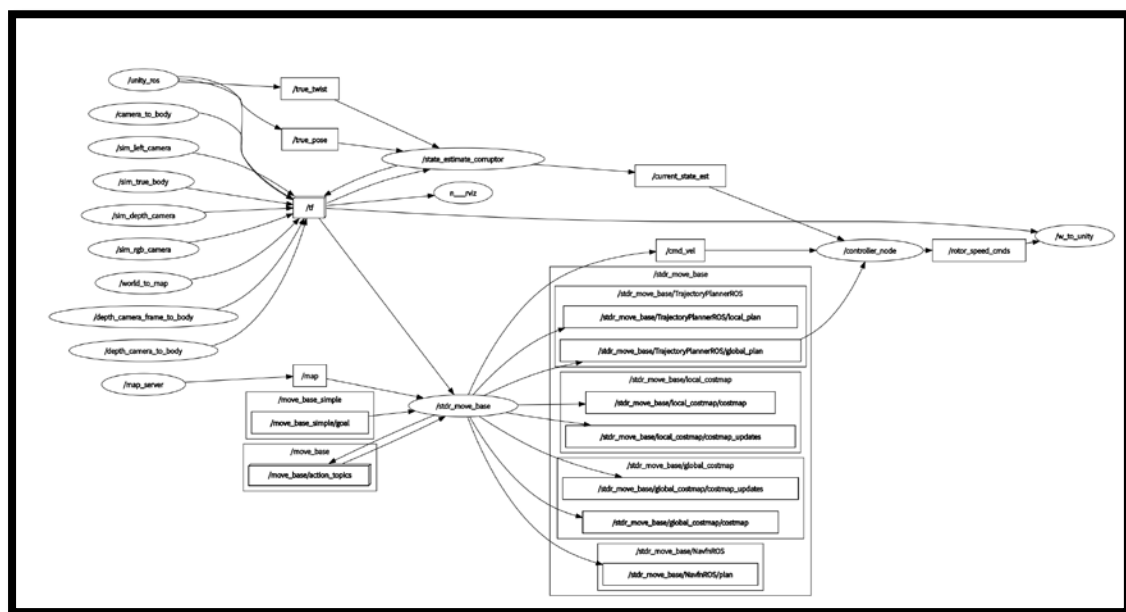 /unity_ros
/true_twist
/camera_to_body
/true_pose
/sim_left_camera
/state_estimate_corruptor
/sim_true_body
/current_state_est
n___rviz
/tf
/sim_depth_camera
/w_to_unity
/sim_rgb_camera
/cmd_vel
/controller_node
/rotor_speed_cmds
/world_to_map
/stdr_move_base
/stdr_move_base/TrajectoryPlannerROS
/depth_camera_frame_to_body
/stdr_move_base/TrajectoryPlannerROS/local_plan
/depth_camera_to_body
/stdr_move_base/TrajectoryPlannerROS/global_plan
/map_server
/map
/stdr_move_base/local_costmap
/move_base_simple
/stdr_move_base
/stdr_move_base/local_costmap/costmap
/move_base_simple/goal
/stdr_move_base/local_costmap/costmap_updates
/move_base
/move_base/action_topics
/stdr_move_base/global_costmap
/stdr_move_base/global_costmap/costmap_updates
/stdr_move_base/global_costmap/costmap
/stdr_move_base/NavfnROS
/stdr_move_base/NavfnROS/plan